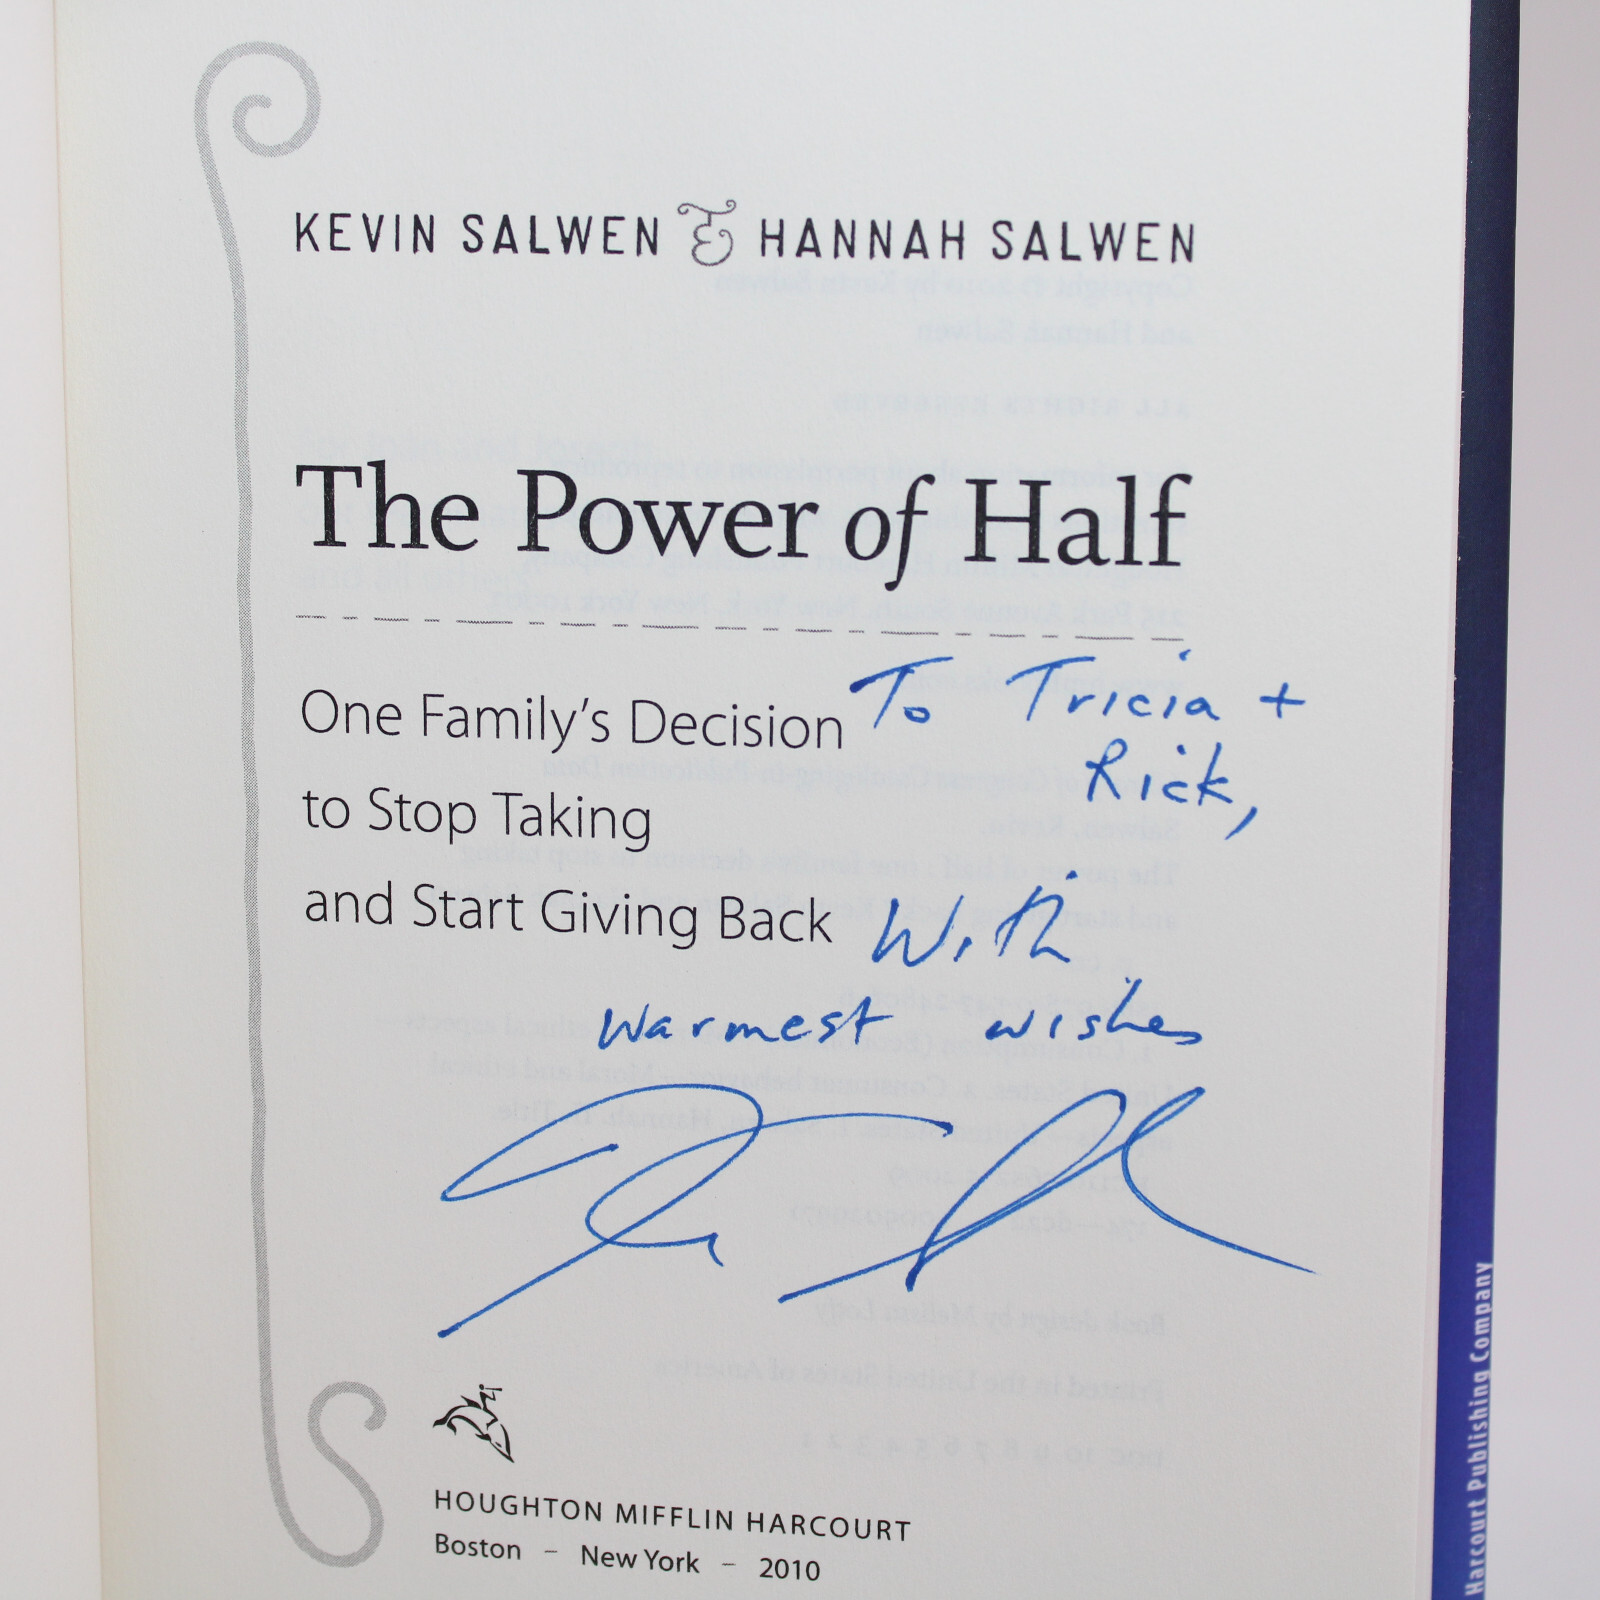 KEVIN SALWEN & HANNAH SALWEN
The Power of Half
One Family's Decision
to Stop Taking
and Start Giving Back
To Tricia +
Rick,
With
warmest wishes
HOUGHTON MIFFLIN HARCOURT
Boston – New York – 2010
Harcourt Publishing Company